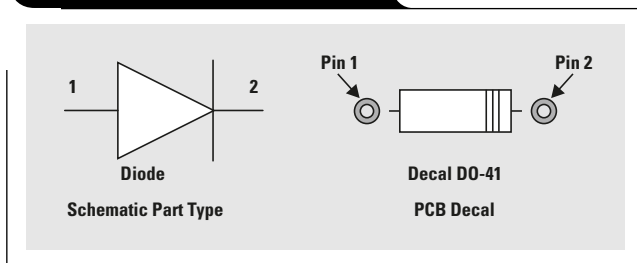 1
2
Diode
Schematic Part Type
Pin 1
Pin 2
Decal DO-41
PCB Decal